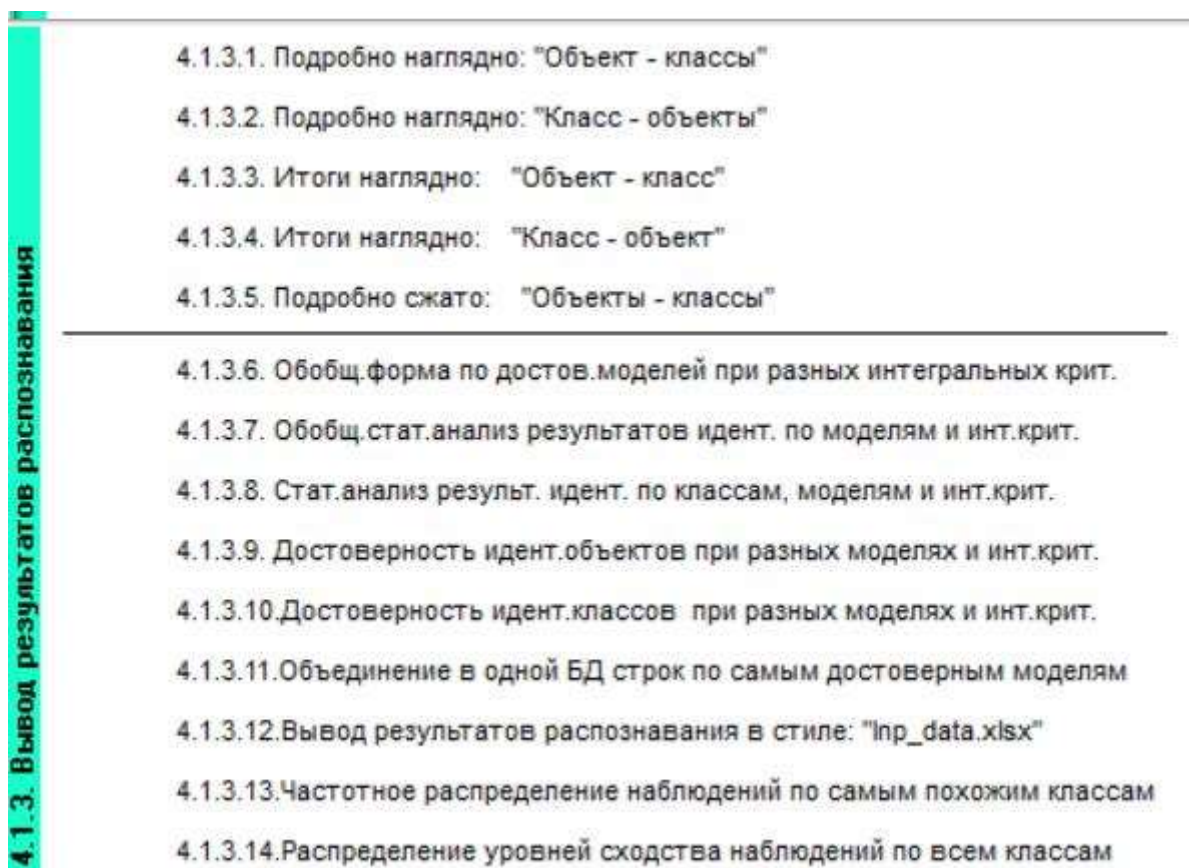 4.1.3. Вывод результатов распознавания
4.1.3.1. Подробно наглядно: "Объект - классы"
4.1.3.2. Подробно наглядно: "Класс - объекты"
4.1.3.3. Итоги наглядно: "Объект - класс"
4.1.3.4. Итоги наглядно: "Класс - объект"
4.1.3.5. Подробно сжато: "Объекты - классы"
4.1.3.6. Обобщ.форма по достов.моделей при разных интегральных крит.
4.1.3.7. Обобщ.стат.анализ результатов идент. по моделям и инт.крит.
4.1.3.8. Стат.анализ результ. идент. по классам, моделям и инт.крит.
4.1.3.9. Достоверность идент.объектов при разных моделях и инт.крит.
4.1.3.10.Достоверность идент.классов при разных моделях и инт.крит.
4.1.3.11.Объединение в одной БД строк по самым достоверным моделям
4.1.3.12.Вывод результатов распознавания в стиле: "Inp_data.xlsx"
4.1.3.13.Частотное распределение наблюдений по самым похожим классам
4.1.3.14.Распределение уровней сходства наблюдений по всем классам